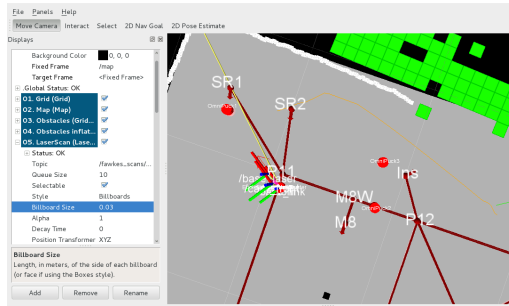 File Panels Help
Move Camera Interact Select 2D Nav Goal 2D Pose Estimate
Displays
Background Color 0, 0, 0
Fixed Frame /map
Target Frame <Fixed Frame>
.Global Status: OK
01. Grid (Grid)
02. Map (Map)
03. Obstacles (Grid...
04. Obstacles inflat...
05. LaserScan (Lase...
Status: OK
Topic /fawkes_scans/...
Queue Size 10
Selectable
Style Billboards
Billboard Size 0.03
Alpha 1
Decay Time 0
Position Transformer XYZ
Billboard Size
Length, in meters, of the side of each billboard
(or face if using the Boxes style).
Add Remove Rename
SR1
SR2
Ins
M8W
M8
P12